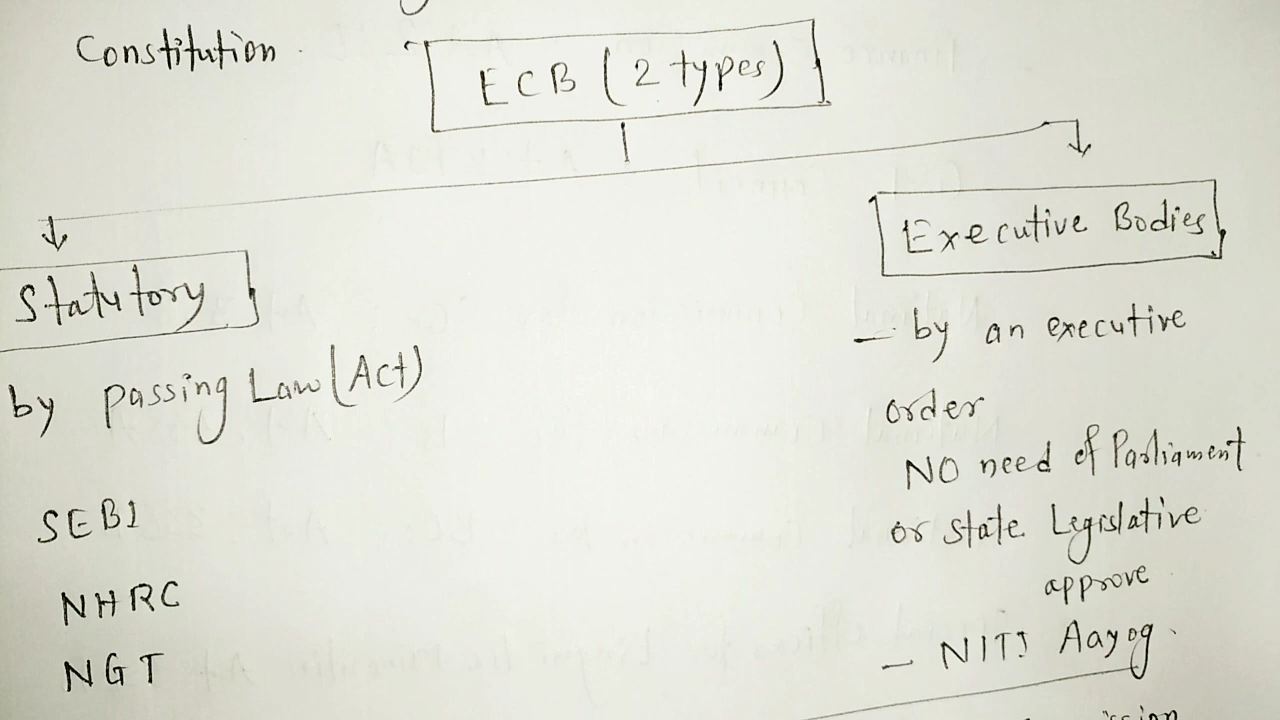 Constitution
ECB (2 types)
Statutory
by passing Law (Act)
SEBI
NHRC
NGT
Executive Bodies
– by an executive
order
NO need of Parliament
or state Legislative
approve
– NITI Aayog